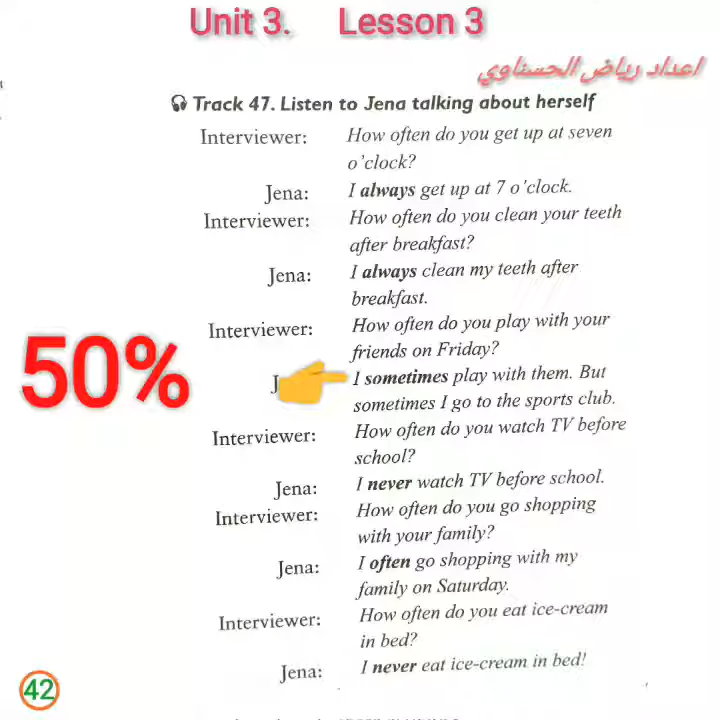 Unit 3. Lesson 3
اعداد رياض الحسناوي
Track 47. Listen to Jena talking about herself
Interviewer: How often do you get up at seven
o'clock?
Jena: I always get up at 7 o'clock.
Interviewer: How often do you clean your teeth
after breakfast?
Jena: I always clean my teeth after
breakfast.
Interviewer: How often do you play with your
friends on Friday?
50%
J I sometimes play with them. But
sometimes I go to the sports club.
Interviewer: How often do you watch TV before
school?
Jena: I never watch TV before school.
Interviewer: How often do you go shopping
with your family?
Jena: I often go shopping with my
family on Saturday.
Interviewer: How often do you eat ice-cream
in bed?
Jena: I never eat ice-cream in bed!
42